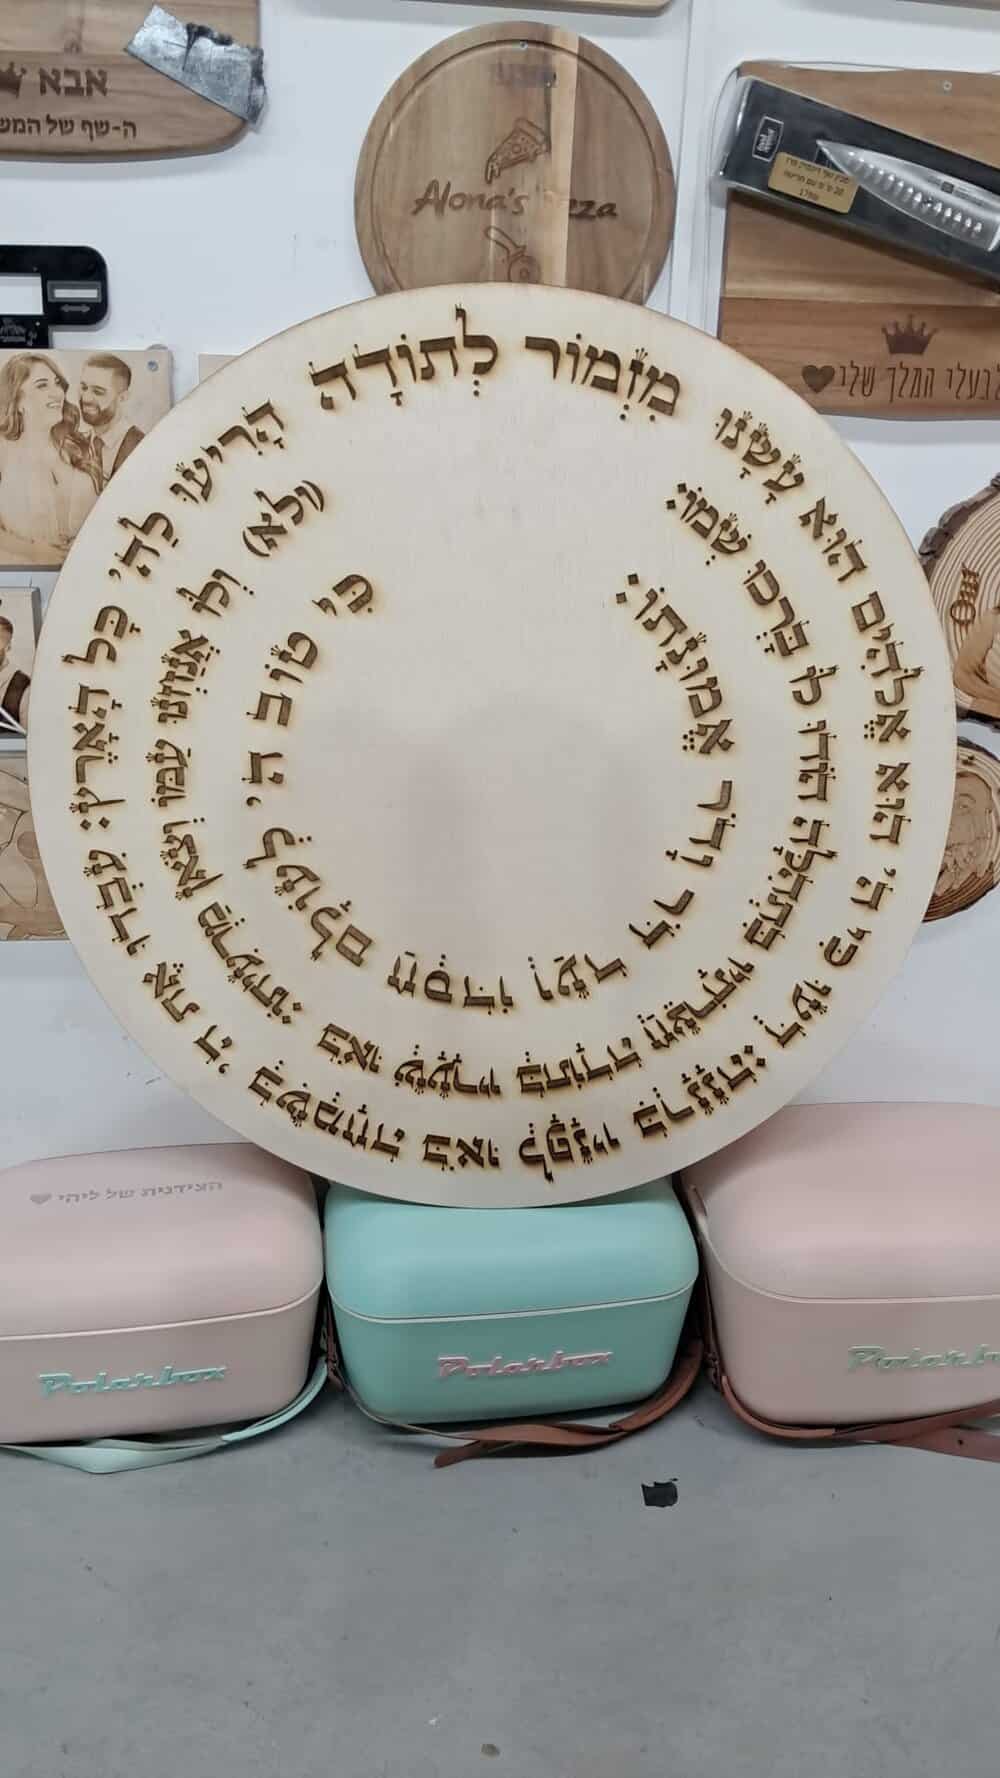 אבא
ה-שף של
Alona's
לבעלי המלך שלי
מִזְמוֹר לְתוֹדָה הָרִיעוּ לַה' כָּל הָאָרֶץ: עִבְדוּ אֶת ה' בְּשִׂמְחָה בֹּאוּ לְפָנָיו בִּרְנָנָה: דְּעוּ כִּי ה' הוּא אֱלֹהִים הוּא עָשָׂנוּ
(וְלֹא) וְלוֹ אֲנַחְנוּ עַמּוֹ וְצֹאן מַרְעִיתוֹ: בֹּאוּ שְׁעָרָיו בְּתוֹדָה חֲצֵרֹתָיו בִּתְהִלָּה הוֹדוּ לוֹ בָּרְכוּ שְׁמוֹ:
כִּי טוֹב ה' לְעוֹלָם חַסְדּוֹ וְעַד דֹּר וָדֹר אֱמוּנָתוֹ:
הצידנית של ליהי
Polarbox
Polarbox
Polarbox